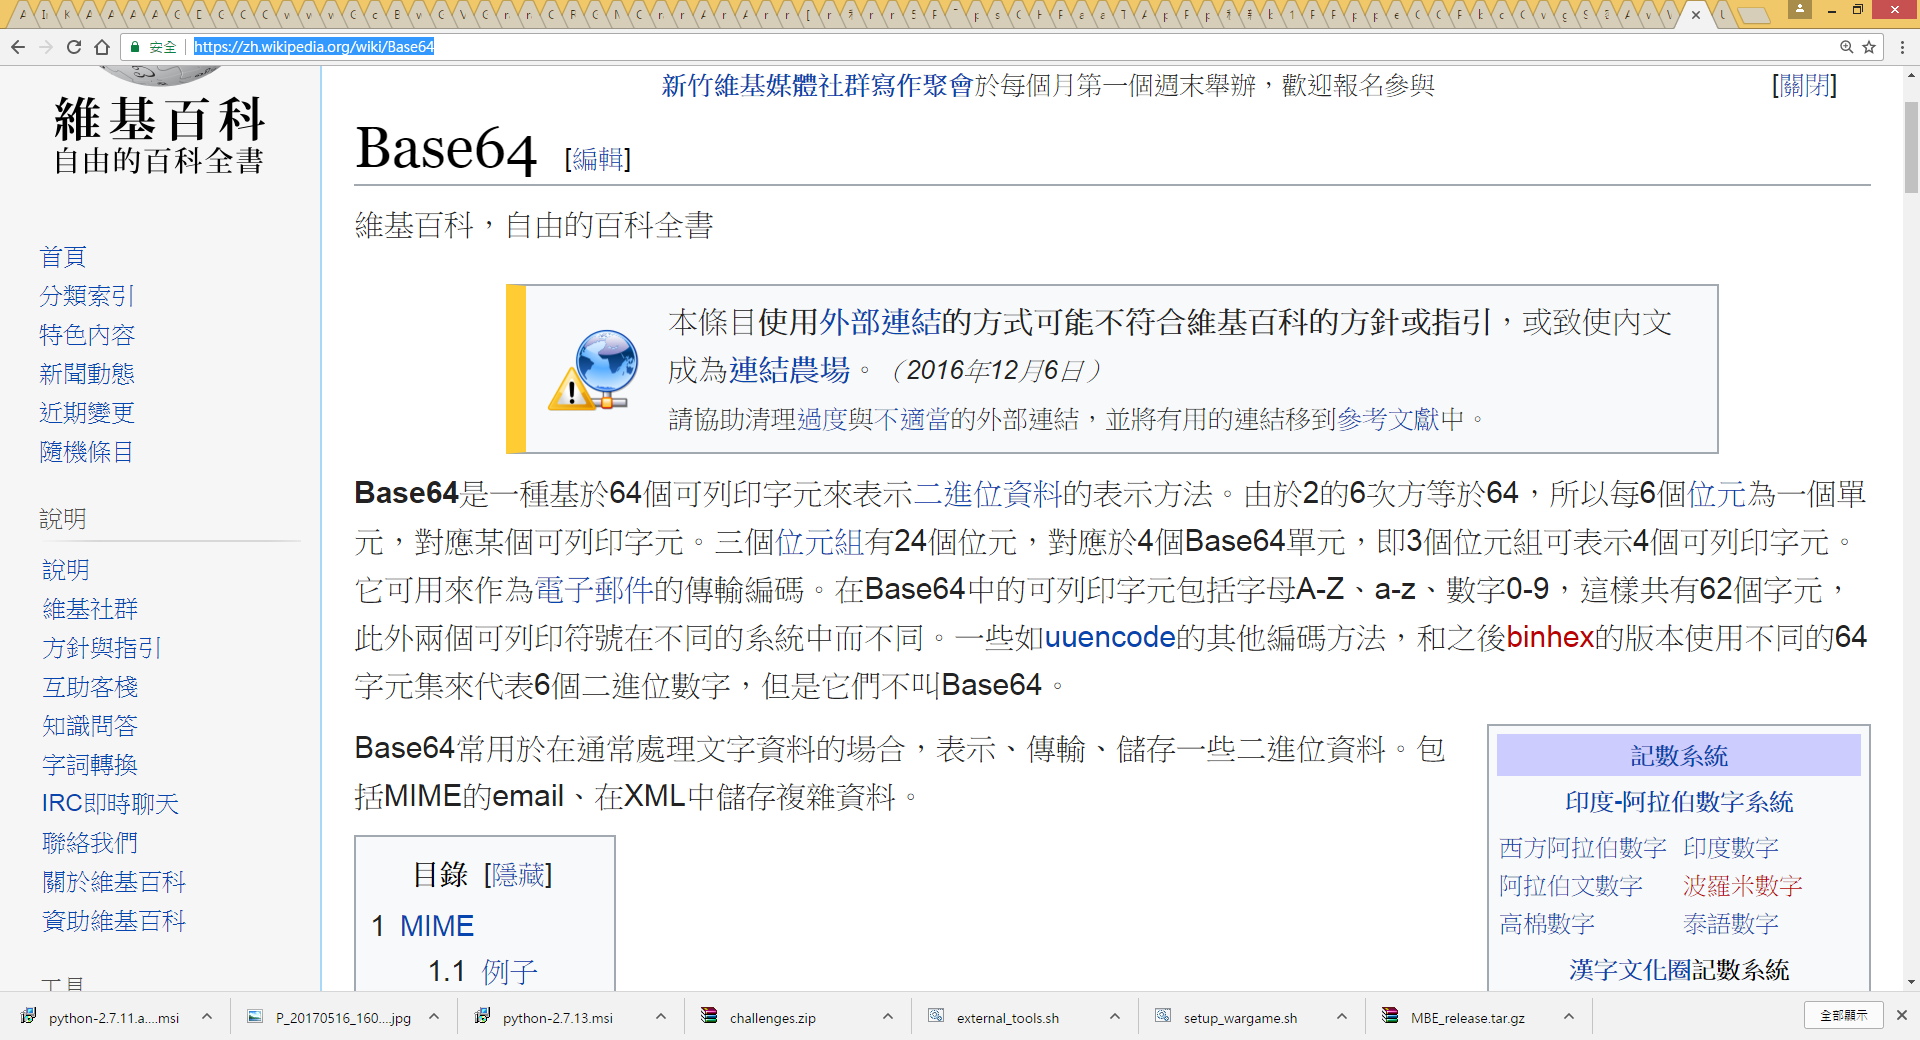 安全 https://zh.wikipedia.org/wiki/Base64
維基百科
自由的百科全書
首頁
分類索引
特色內容
新聞動態
近期變更
隨機條目
說明
說明
維基社群
方針與指引
互助客棧
知識問答
字詞轉換
IRC即時聊天
聯絡我們
關於維基百科
資助維基百科
工具
新竹維基媒體社群寫作聚會於每個月第一個週末舉辦，歡迎報名參與 [關閉]
Base64 [編輯]
維基百科，自由的百科全書
本條目使用外部連結的方式可能不符合維基百科的方針或指引，或致使內文
成為連結農場。（2016年12月6日）
請協助清理過度與不適當的外部連結，並將有用的連結移到參考文獻中。
Base64是一種基於64個可列印字元來表示二進位資料的表示方法。由於2的6次方等於64，所以每6個位元為一個單
元，對應某個可列印字元。三個位元組有24個位元，對應於4個Base64單元，即3個位元組可表示4個可列印字元。
它可用來作為電子郵件的傳輸編碼。在Base64中的可列印字元包括字母A-Z、a-z、數字0-9，這樣共有62個字元，
此外兩個可列印符號在不同的系統中而不同。一些如uuencode的其他編碼方法，和之後binhex的版本使用不同的64
字元集來代表6個二進位數字，但是它們不叫Base64。
Base64常用於在通常處理文字資料的場合，表示、傳輸、儲存一些二進位資料。包
括MIME的email、在XML中儲存複雜資料。
目錄 [隱藏]
1 MIME
1.1 例子
記數系統
印度-阿拉伯數字系統
西方阿拉伯數字 印度數字
阿拉伯文數字 波羅米數字
高棉數字 泰語數字
漢字文化圈記數系統
python-2.7.11.a....msi
P_20170516_160....jpg
python-2.7.13.msi
challenges.zip
external_tools.sh
setup_wargame.sh
MBE_release.tar.gz
全部顯示